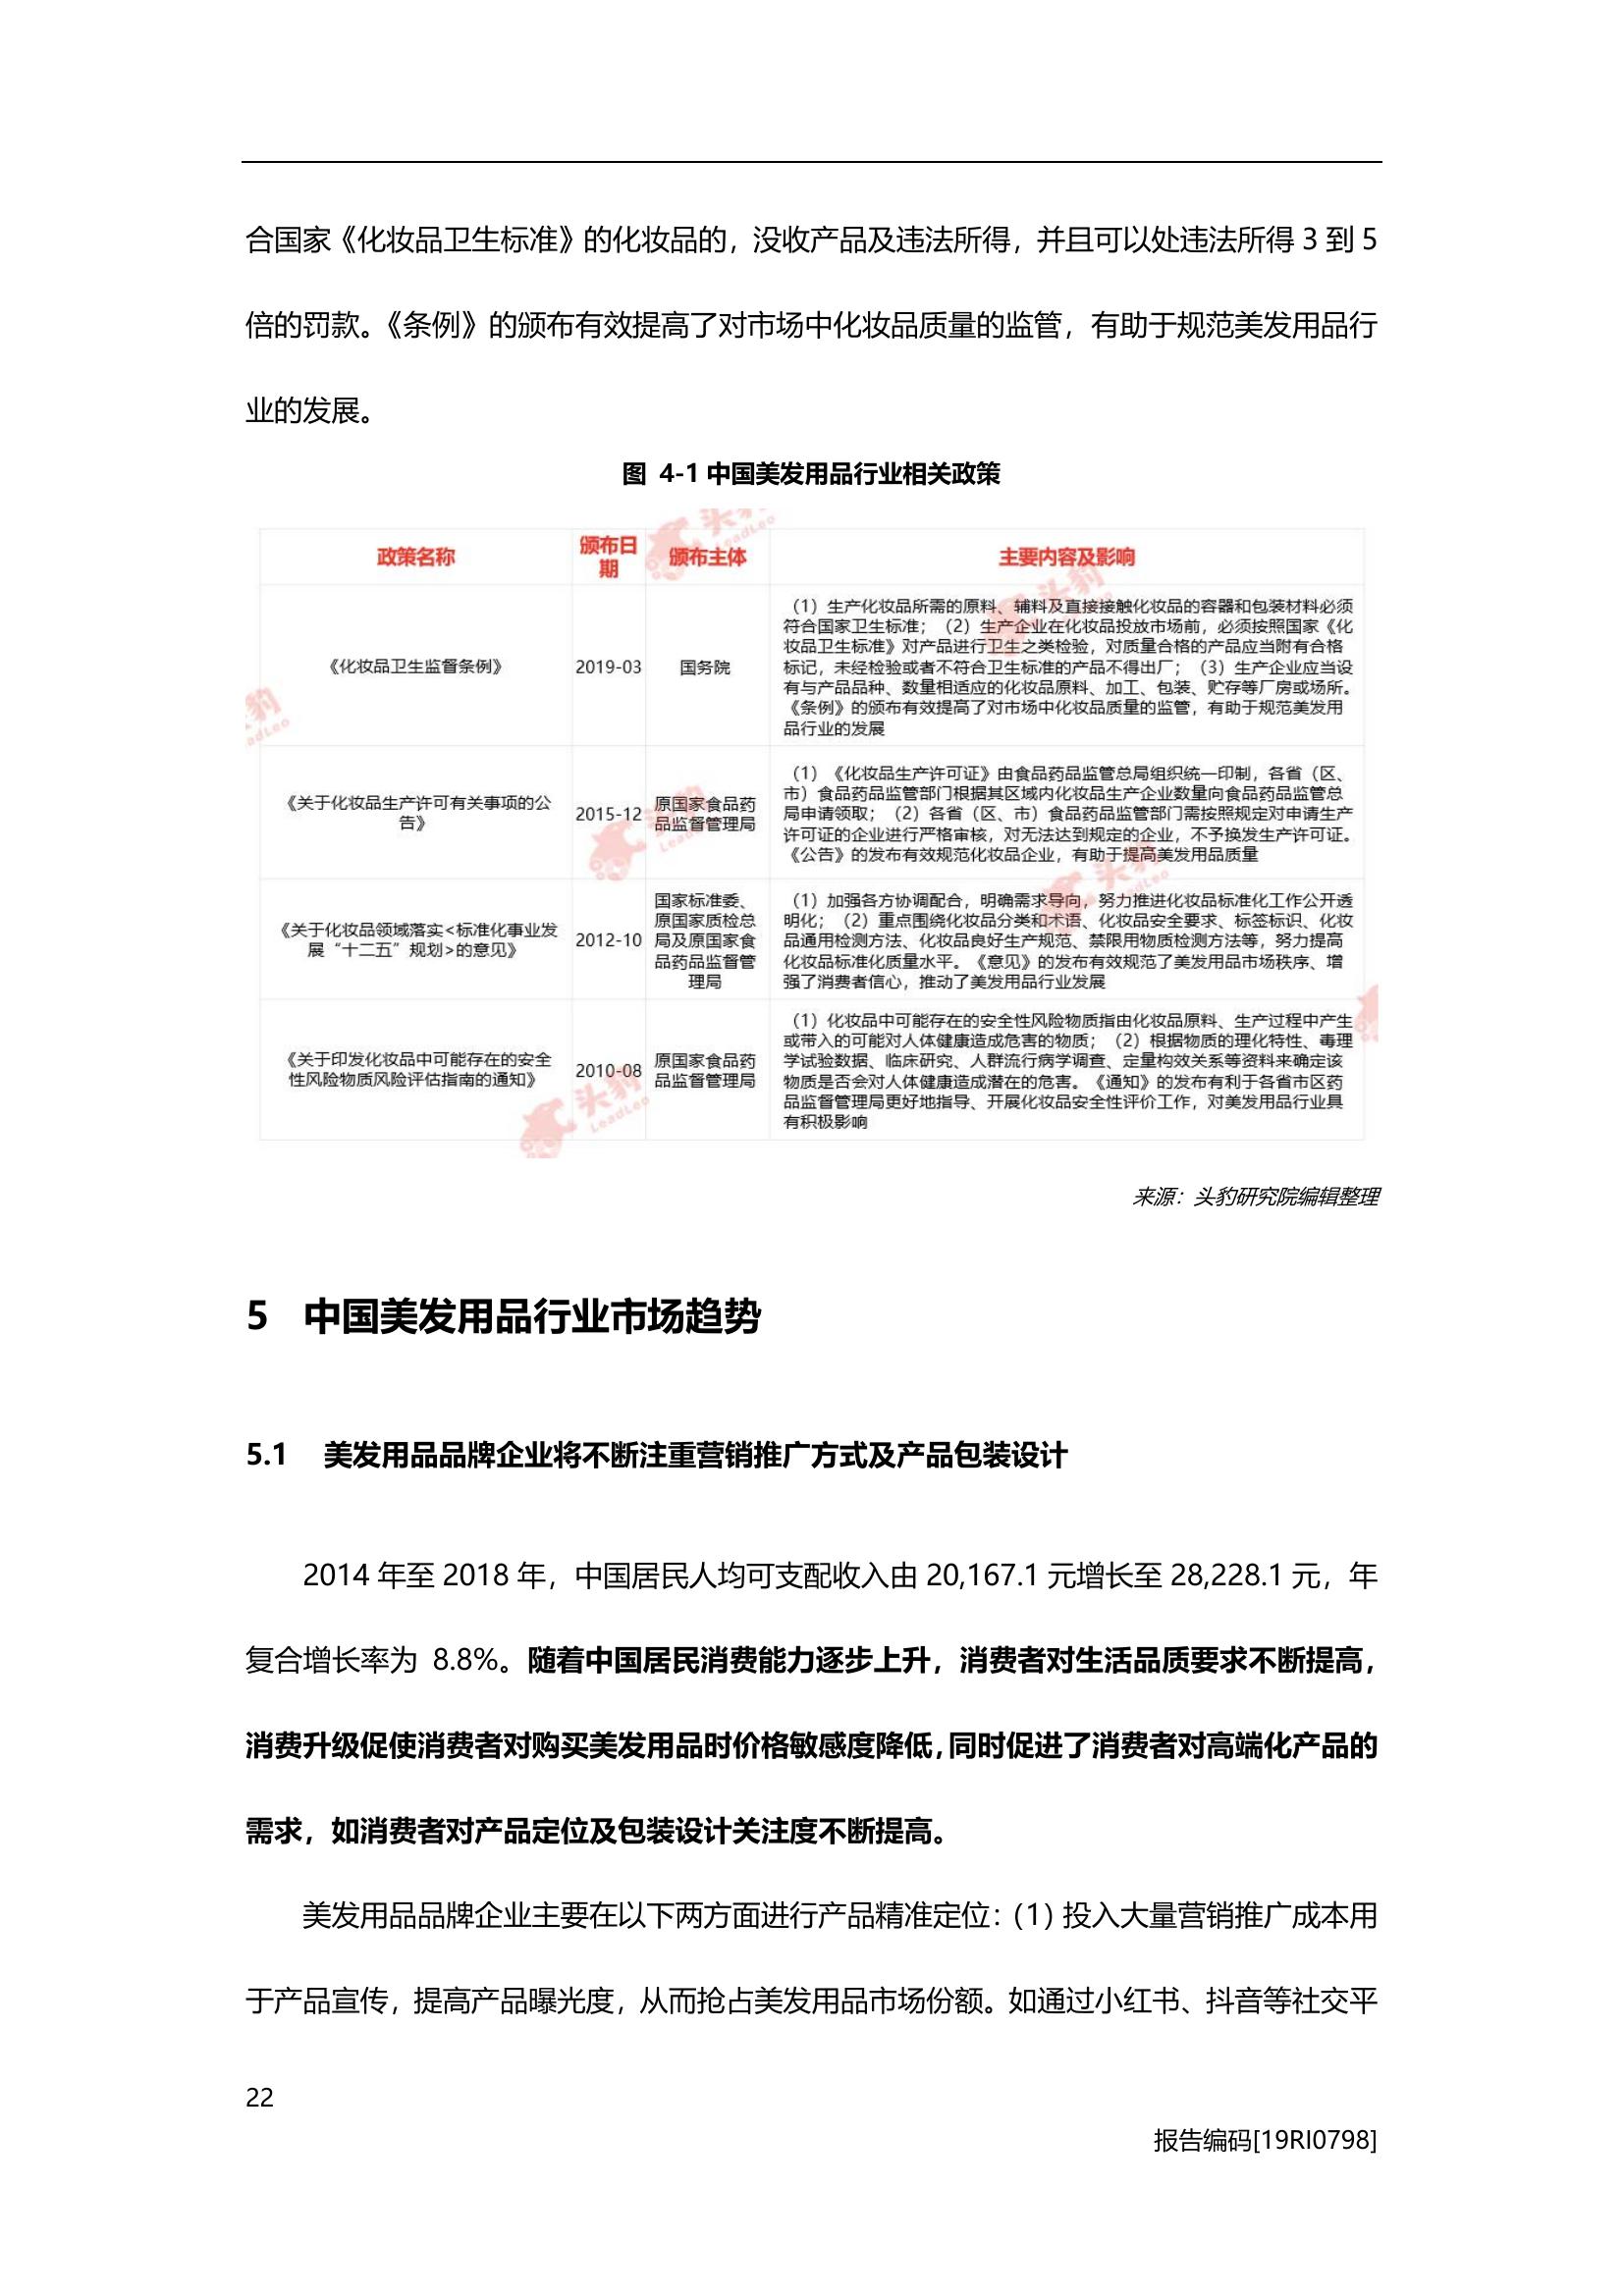 合国家《化妆品卫生标准》的化妆品的，没收产品及违法所得，并且可以处违法所得 3 到 5
倍的罚款。《条例》的颁布有效提高了对市场中化妆品质量的监管，有助于规范美发用品行
业的发展。
图 4-1 中国美发用品行业相关政策
政策名称
颁布日
期
颁布主体
主要内容及影响
《化妆品卫生监督条例》
2019-03
国务院
（1）生产化妆品所需的原料、辅料及直接接触化妆品的容器和包装材料必须
符合国家卫生标准；（2）生产企业在化妆品投放市场前，必须按照国家《化
妆品卫生标准》对产品进行卫生之类检验，对质量合格的产品应当附有合格
标记，未经检验或者不符合卫生标准的产品不得出厂；（3）生产企业应当设
有与产品品种、数量相适应的化妆品原料、加工、包装、贮存等厂房或场所。
《条例》的颁布有效提高了对市场中化妆品质量的监管，有助于规范美发用
品行业的发展
《关于化妆品生产许可有关事项的公
告》
2015-12
原国家食品药
品监督管理局
（1）《化妆品生产许可证》由食品药品监管总局组织统一印制，各省（区、
市）食品药品监管部门根据其区域内化妆品生产企业数量向食品药品监管总
局申请领取；（2）各省（区、市）食品药品监管部门需按照规定对申请生产
许可证的企业进行严格审核，对无法达到规定的企业，不予换发生产许可证。
《公告》的发布有效规范化妆品企业，有助于提高美发用品质量
《关于化妆品领域落实<标准化事业发
展“十二五”规划>的意见》
2012-10
国家标准委、
原国家质检总
局及原国家食
品药品监督管
理局
（1）加强各方协调配合，明确需求导向，努力推进化妆品标准化工作公开透
明化；（2）重点围绕化妆品分类和术语、化妆品安全要求、标签标识、化妆
品通用检测方法、化妆品良好生产规范、禁限用物质检测方法等，努力提高
化妆品标准化质量水平。《意见》的发布有效规范了美发用品市场秩序、增
强了消费者信心，推动了美发用品行业发展
《关于印发化妆品中可能存在的安全
性风险物质风险评估指南的通知》
2010-08
原国家食品药
品监督管理局
（1）化妆品中可能存在的安全性风险物质指由化妆品原料、生产过程中产生
或带入的可能对人体健康造成危害的物质；（2）根据物质的理化特性、毒理
学试验数据、临床研究、人群流行病学调查、定量构效关系等资料来确定该
物质是否会对人体健康造成潜在的危害。《通知》的发布有利于各省市区药
品监督管理局更好地指导、开展化妆品安全性评价工作，对美发用品行业具
有积极影响
来源：头豹研究院编辑整理
5 中国美发用品行业市场趋势
5.1 美发用品品牌企业将不断注重营销推广方式及产品包装设计
2014 年至 2018 年，中国居民人均可支配收入由 20,167.1 元增长至 28,228.1 元，年
复合增长率为 8.8%。随着中国居民消费能力逐步上升，消费者对生活品质要求不断提高，
消费升级促使消费者对购买美发用品时价格敏感度降低，同时促进了消费者对高端化产品的
需求，如消费者对产品定位及包装设计关注度不断提高。
美发用品品牌企业主要在以下两方面进行产品精准定位：（1）投入大量营销推广成本用
于产品宣传，提高产品曝光度，从而抢占美发用品市场份额。如通过小红书、抖音等社交平
22
报告编码[19RI0798]